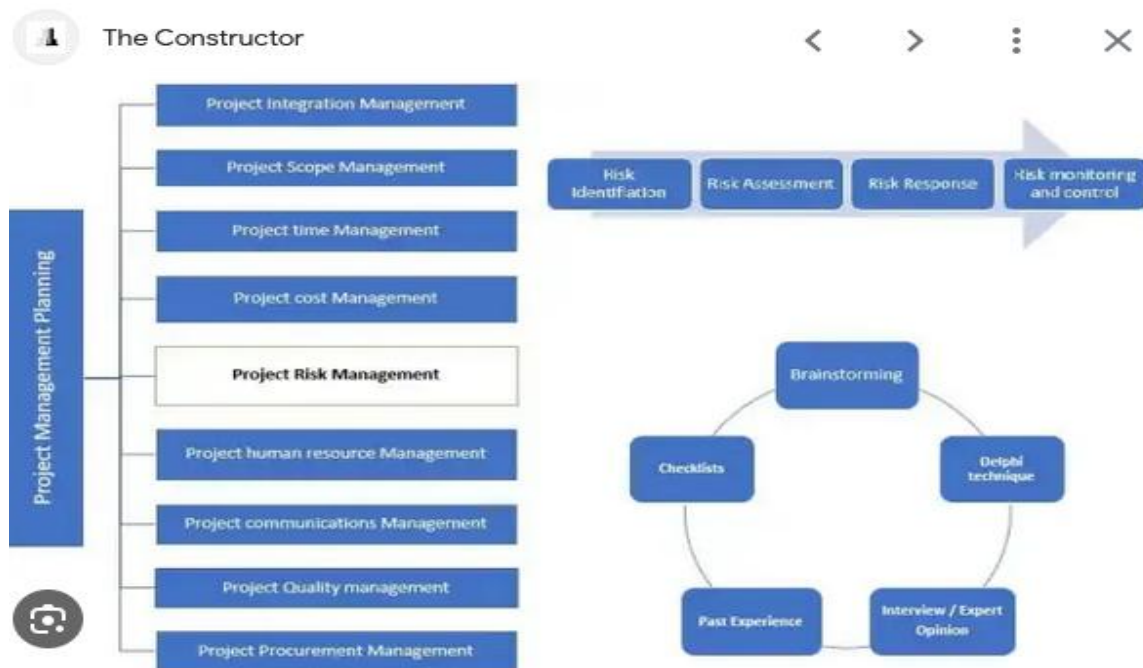 The Constructor
Project Management Planning
Project Integration Management
Project Scope Management
Project time Management
Project cost Management
Project Risk Management
Project human resource Management
Project communications Management
Project Quality management
Project Procurement Management
Risk
Identifiation
Risk Assessment
Risk Response
Risk monitoring
and control
Brainstorming
Delphi
technique
Interview / Expert
Opinion
Past Experience
Checklists